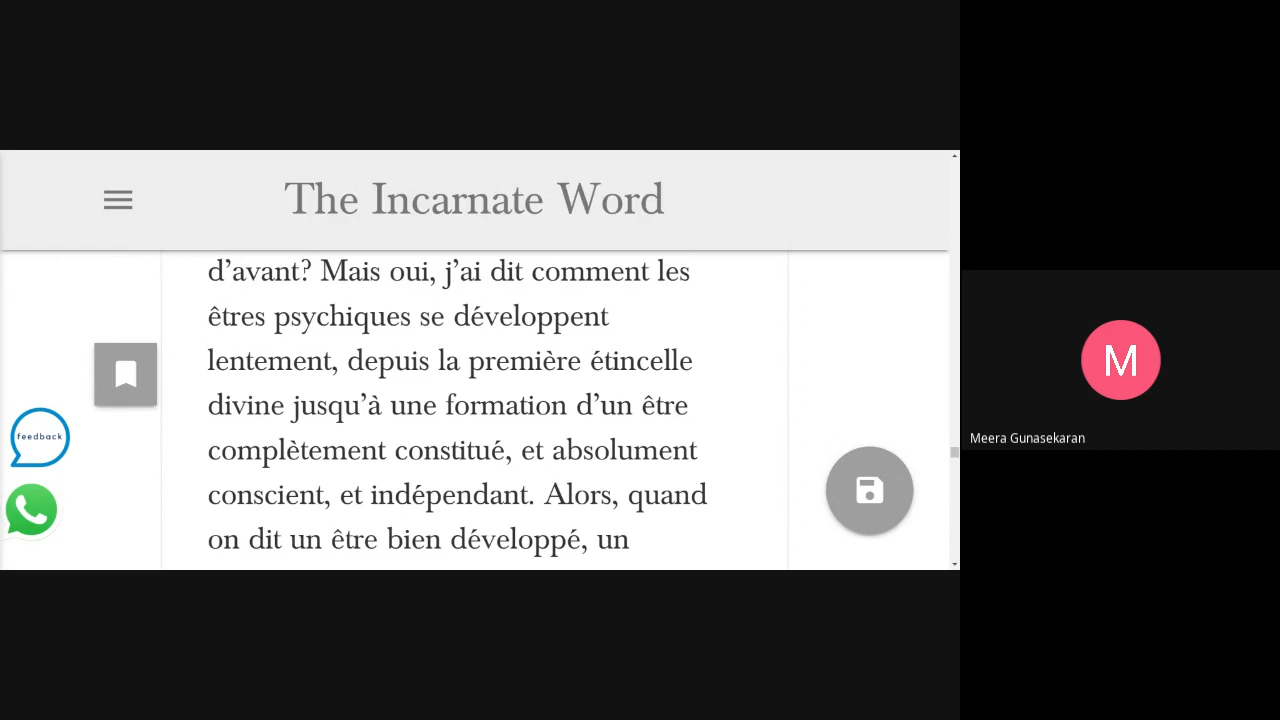 The Incarnate Word
d’avant? Mais oui, j’ai dit comment les
êtres psychiques se développent
lentement, depuis la première étincelle
divine jusqu’à une formation d’un être
complètement constitué, et absolument
conscient, et indépendant. Alors, quand
on dit un être bien développé, un
feedback
M
Meera Gunasekaran